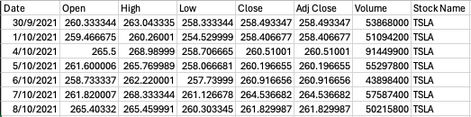 Date Open High Low Close Adj Close Volume Stock Name
30/9/2021 260.333344 263.043335 258.333344 258.493347 258.493347 53868000 TSLA
1/10/2021 259.466675 260.26001 254.529999 258.406677 258.406677 51094200 TSLA
4/10/2021 265.5 268.98999 258.706665 260.51001 260.51001 91449900 TSLA
5/10/2021 261.600006 265.769989 258.066681 260.196655 260.196655 55297800 TSLA
6/10/2021 258.733337 262.220001 257.73999 260.916656 260.916656 43898400 TSLA
7/10/2021 261.820007 268.333344 261.126678 264.536682 264.536682 57587400 TSLA
8/10/2021 265.40332 265.459991 260.303345 261.829987 261.829987 50215800 TSLA